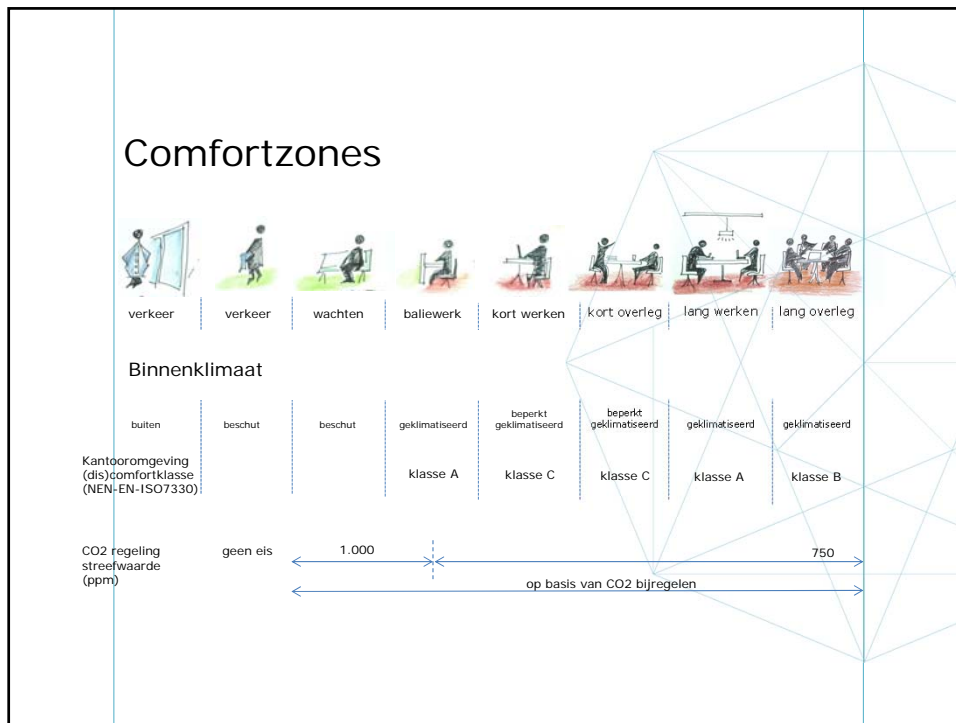 Comfortzones
verkeer verkeer wachten baliewerk kort werken kort overleg lang werken lang overleg
Binnenklimaat
buiten beschut beschut geklimatiseerd beperkt geklimatiseerd beperkt geklimatiseerd geklimatiseerd geklimatiseerd
Kantooromgeving
(dis)comfortklasse
(NEN-EN-ISO7330)
klasse A klasse C klasse C klasse A klasse B
CO2 regeling
streefwaarde
(ppm)
geen eis 1.000 750
op basis van CO2 bijregelen